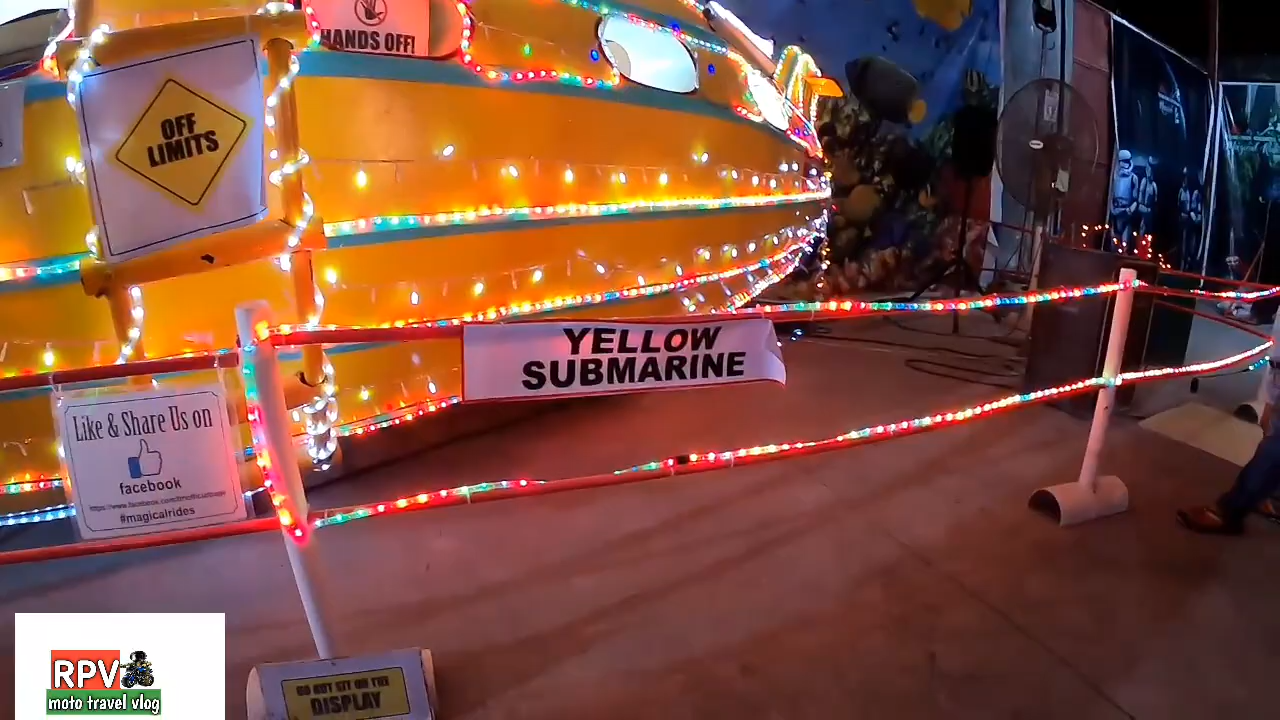 HANDS OFF!
OFF
LIMITS
YELLOW
SUBMARINE
Like & Share Us on
facebook
#magicalrides
DO NOT SIT ON THE
DISPLAY
RPV
moto travel vlog